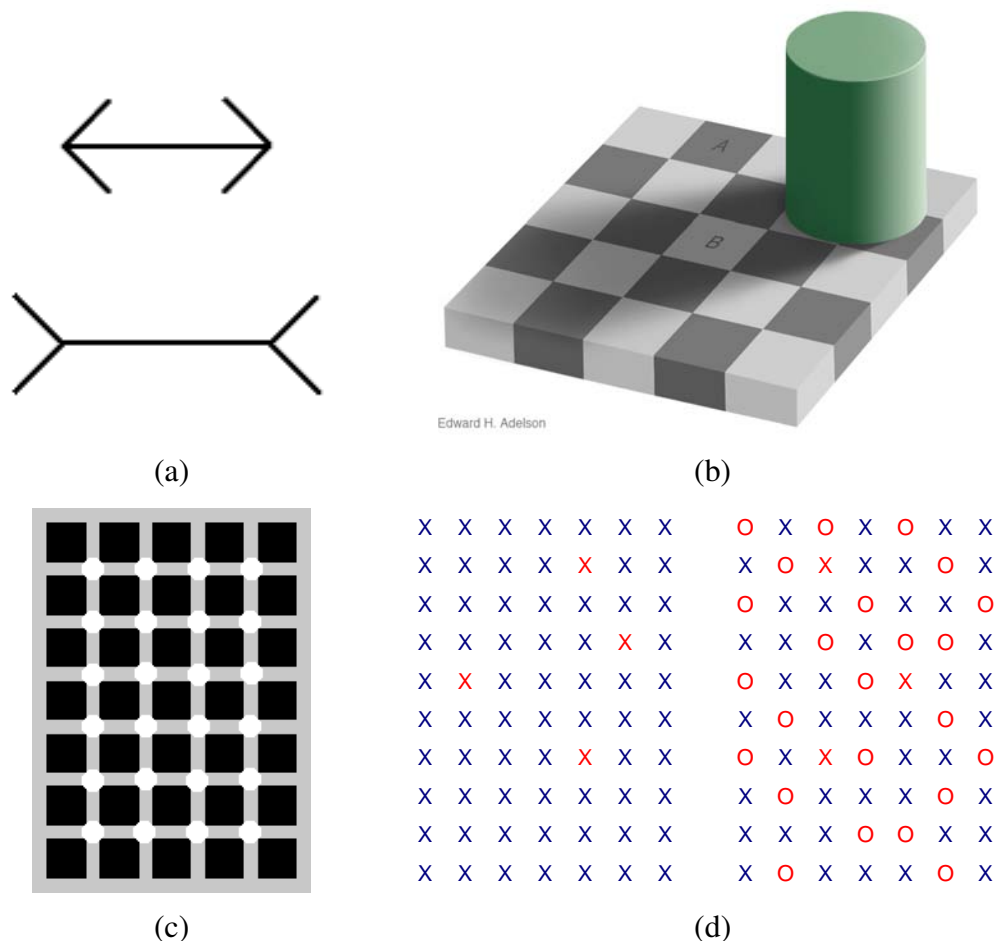 A
B
Edward H. Adelson
(a)
(b)
X X X X X X X O X O X O X X
X X X X X X X X O X X X O X
X X X X X X X O X X O X X O
X X X X X X X X X O X O O X
X X X X X X X O X X O X X X
X X X X X X X X O X X X O X
X X X X X X X O X X O X X O
X X X X X X X X O X X X O X
X X X X X X X X X X O O X X
X X X X X X X X O X X X O X
(c)
(d)